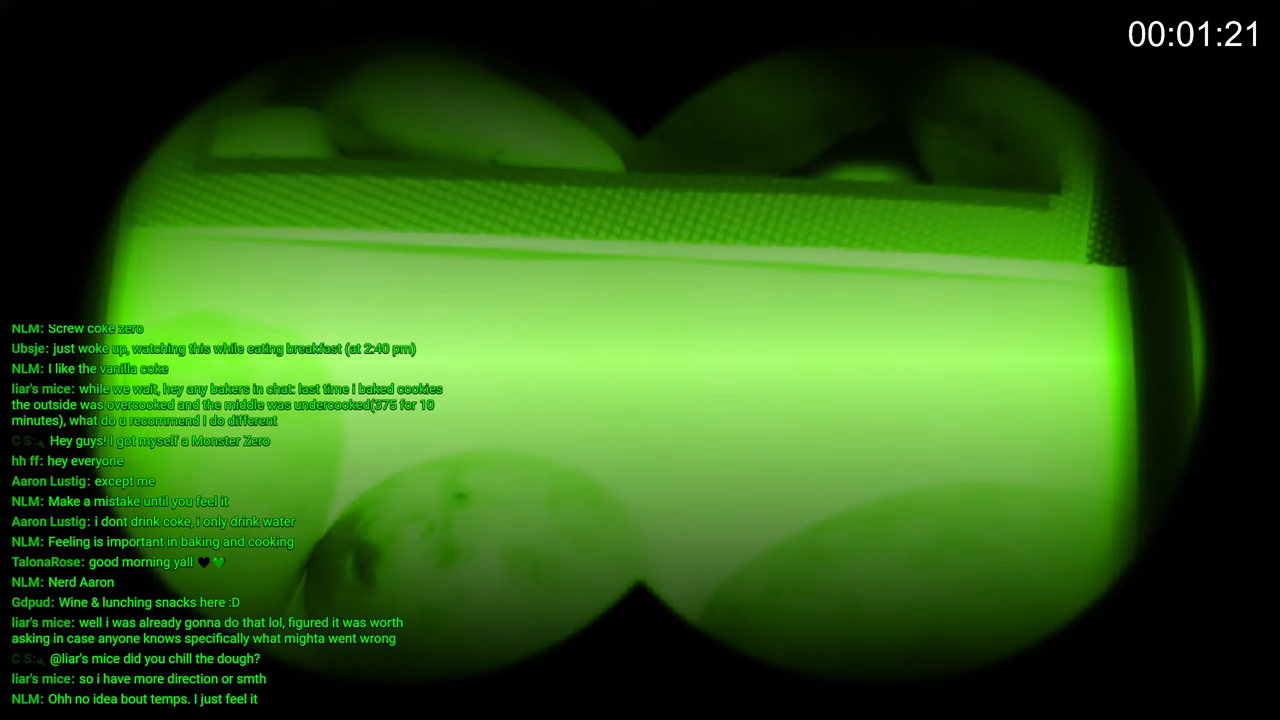 00:01:21
NLM: Screw coke zero
Ubsje: just woke up, watching this while eating breakfast (at 2:40 pm)
NLM: I like the vanilla coke
liar's mice: while we wait, hey any bakers in chat: last time i baked cookies
the outside was overcooked and the middle was undercooked(375 for 10
minutes), what do u recommend I do different
C S: Hey guys! I got myself a Monster Zero
hh ff: hey everyone
Aaron Lustig: except me
NLM: Make a mistake until you feel it
Aaron Lustig: i dont drink coke, i only drink water
NLM: Feeling is important in baking and cooking
TalonaRose: good morning yall 🖤💚
NLM: Nerd Aaron
Gdpud: Wine & lunching snacks here :D
liar's mice: well i was already gonna do that lol, figured it was worth
asking in case anyone knows specifically what mighta went wrong
C S: @liar's mice did you chill the dough?
liar's mice: so i have more direction or smth
NLM: Ohh no idea bout temps. I just feel it